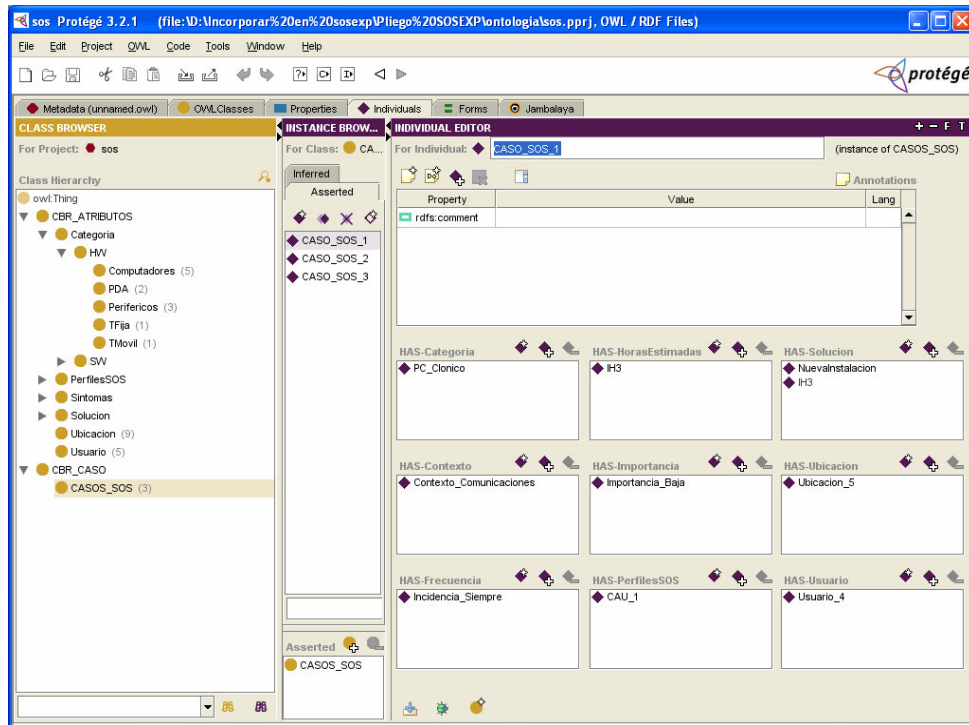 sos Protégé 3.2.1 (file:\D:\Incorporar%20en%20sosexp\Pliego%20SOSEXP\ontologia\sos.pprj, OWL / RDF Files)
File Edit Project OWL Code Tools Window Help
protégé
Metadata (unnamed.owl) OWLClasses Properties Individuals Forms Jambalaya
CLASS BROWSER
For Project: sos
Class Hierarchy
owl:Thing
CBR_ATRIBUTOS
Categoria
HW
Computadores (5)
PDA (2)
Perifericos (3)
TFija (1)
TMovil (1)
SW
PerfilesSOS
Sintomas
Solucion
Ubicacion (9)
Usuario (5)
CBR_CASO
CASOS_SOS (3)
INSTANCE BROW...
For Class: CA...
Inferred
Asserted
CASO_SOS_1
CASO_SOS_2
CASO_SOS_3
Asserted
CASOS_SOS
INDIVIDUAL EDITOR + − F T
For Individual: CASO_SOS_1 (instance of CASOS_SOS)
Annotations
Property Value Lang
rdfs:comment
HAS-Categoria
PC_Clonico
HAS-HorasEstimadas
IH3
HAS-Solucion
NuevaInstalacion
IH3
HAS-Contexto
Contexto_Comunicaciones
HAS-Importancia
Importancia_Baja
HAS-Ubicacion
Ubicacion_5
HAS-Frecuencia
Incidencia_Siempre
HAS-PerfilesSOS
CAU_1
HAS-Usuario
Usuario_4